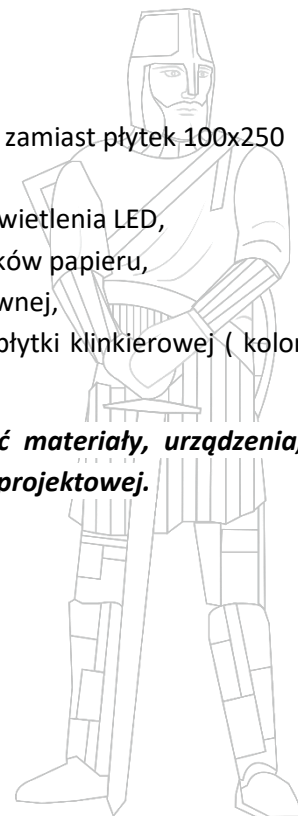 zamiast płytek 100x250
wietlenia LED,
ków papieru,
wnej,
płytki klinkierowej ( kolor
ć materiały, urządzenia,
projektowej.